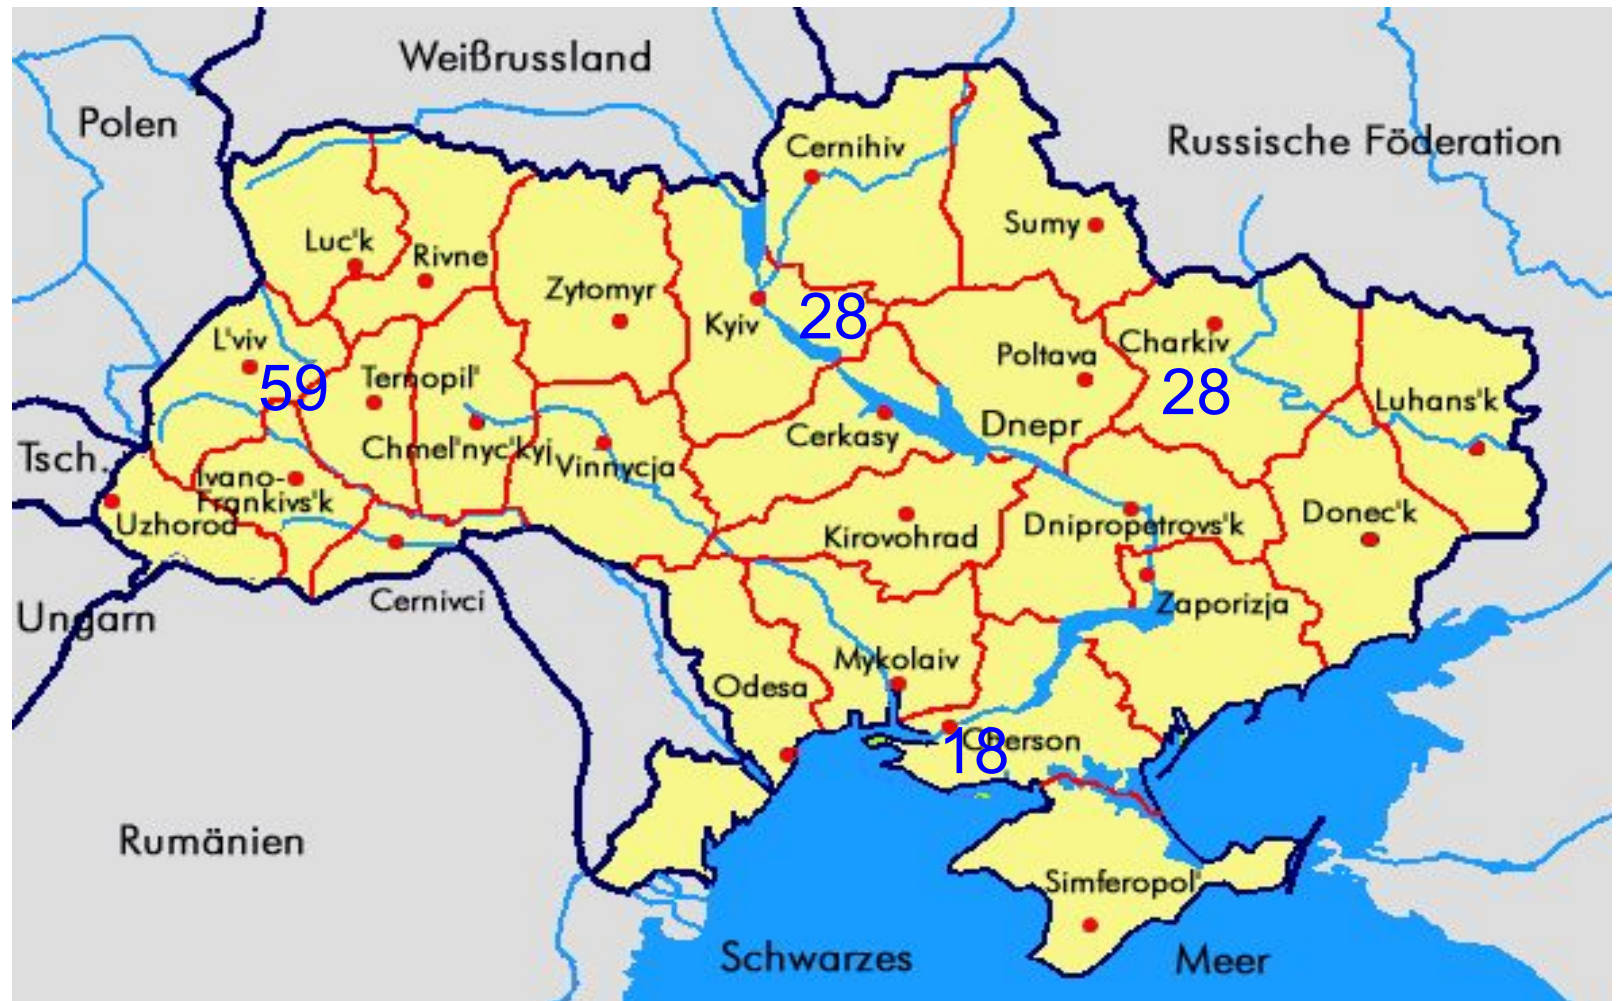 Weißrussland
Polen
Russische Föderation
Cernihiv
Sumy
Luc'k
Rivne
Zytomyr
Kyiv
28
L'viv
59
Ternopil'
Poltava
Charkiv
28
Luhans'k
Chmel'nyc'kyj
Vinnycja
Cerkasy
Dnepr
Tsch.
Ivano-
Frankivs'k
Uzhorod
Kirovohrad
Dnipropetrovs'k
Donec'k
Ungarn
Cernivci
Zaporizja
Odesa
Mykolaiv
Cherson
18
Rumänien
Simferopol'
Schwarzes
Meer